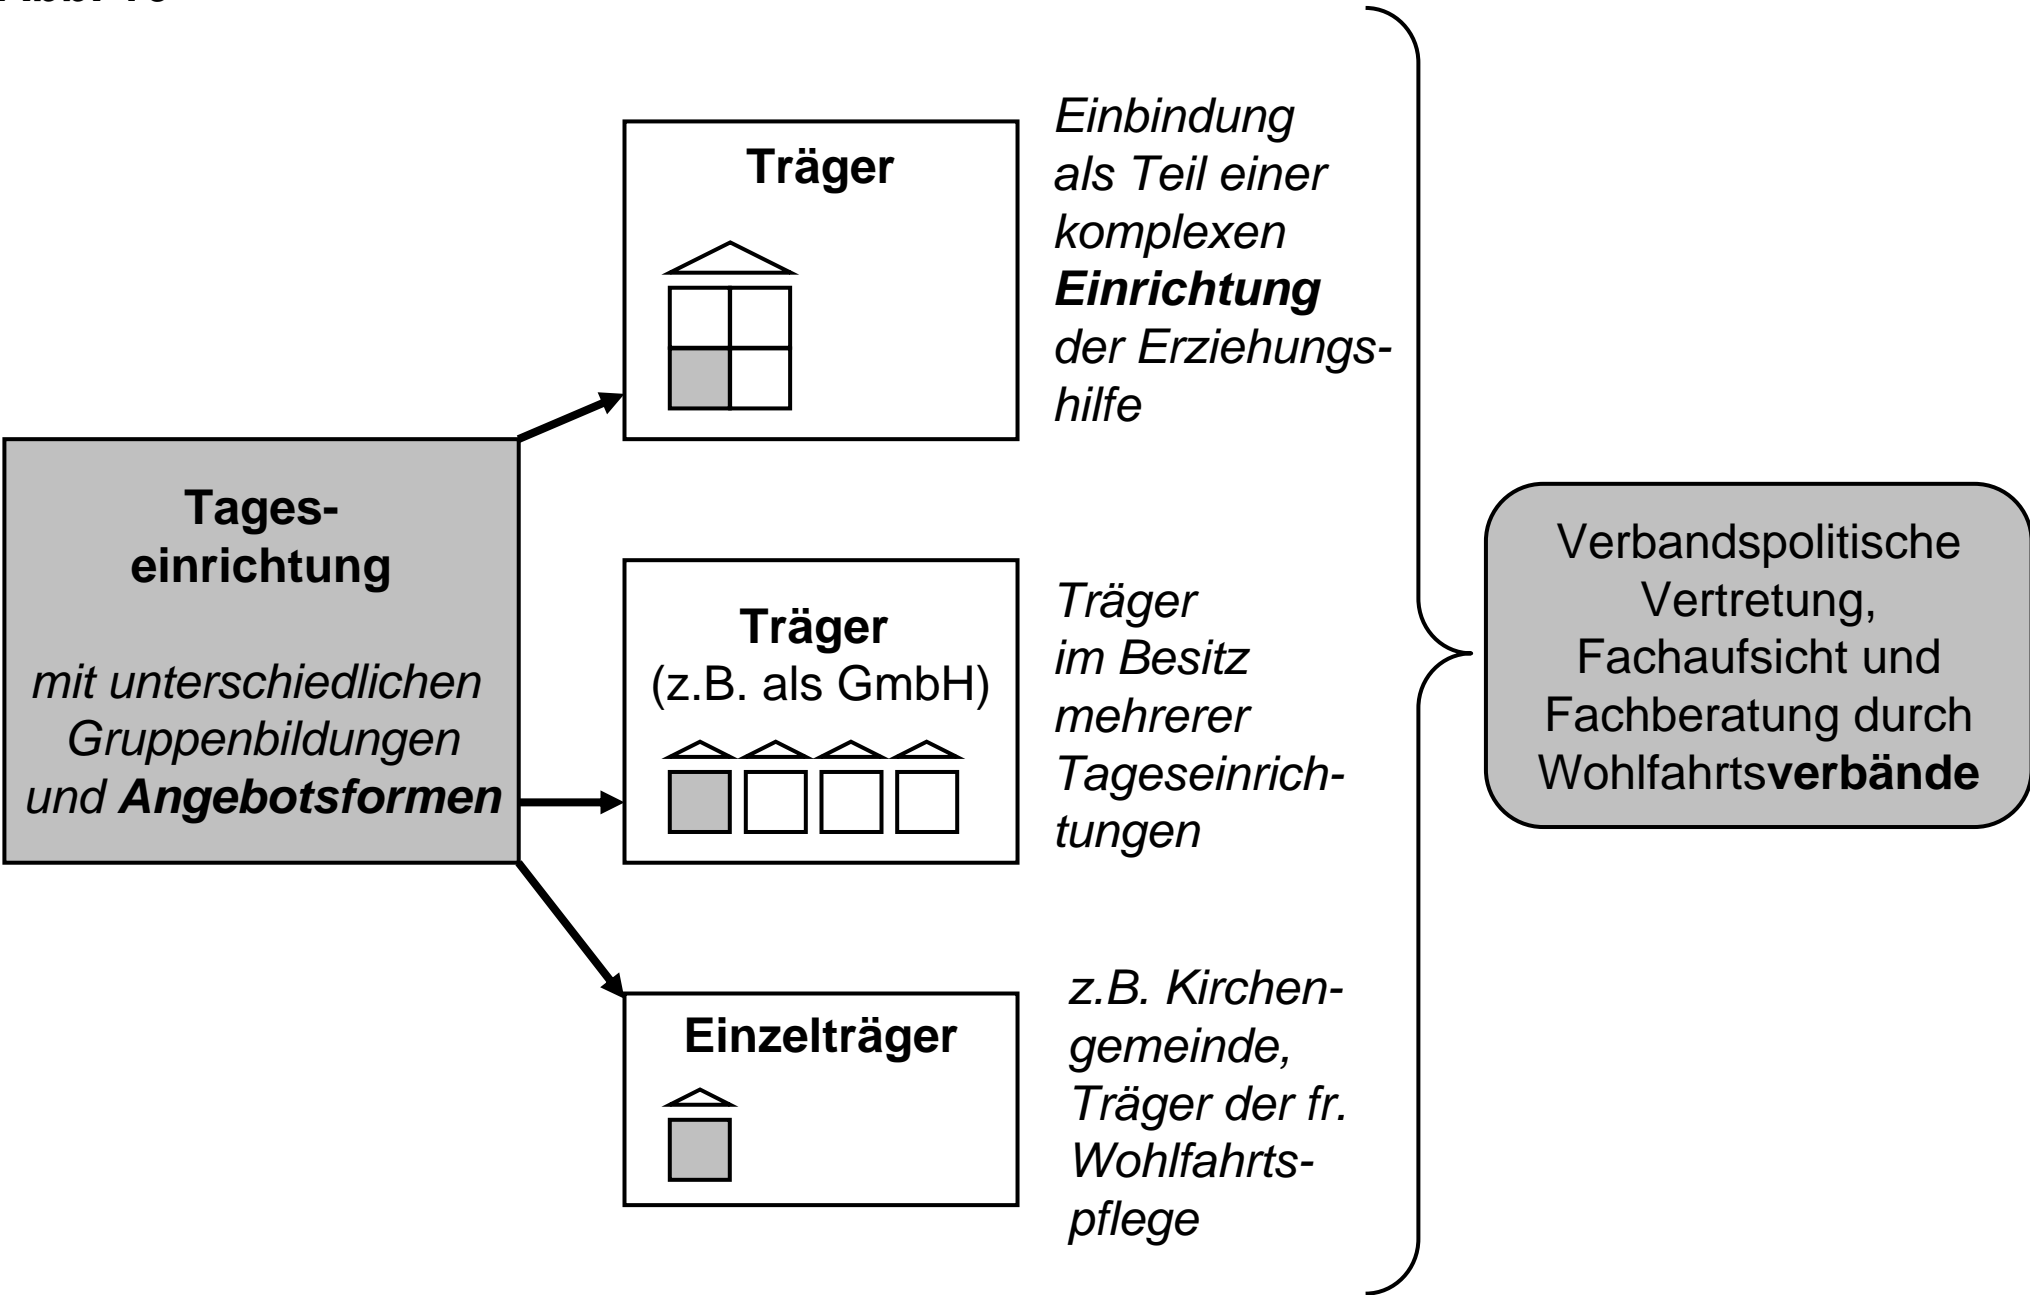 Träger
Einbindung
als Teil einer
komplexen
Einrichtung
der Erziehungs-
hilfe
Tages-
einrichtung
mit unterschiedlichen
Gruppenbildungen
und Angebotsformen
Träger
(z.B. als GmbH)
Träger
im Besitz
mehrerer
Tageseinrich-
tungen
Einzelträger
z.B. Kirchen-
gemeinde,
Träger der fr.
Wohlfahrts-
pflege
Verbandspolitische
Vertretung,
Fachaufsicht und
Fachberatung durch
Wohlfahrtsverbände